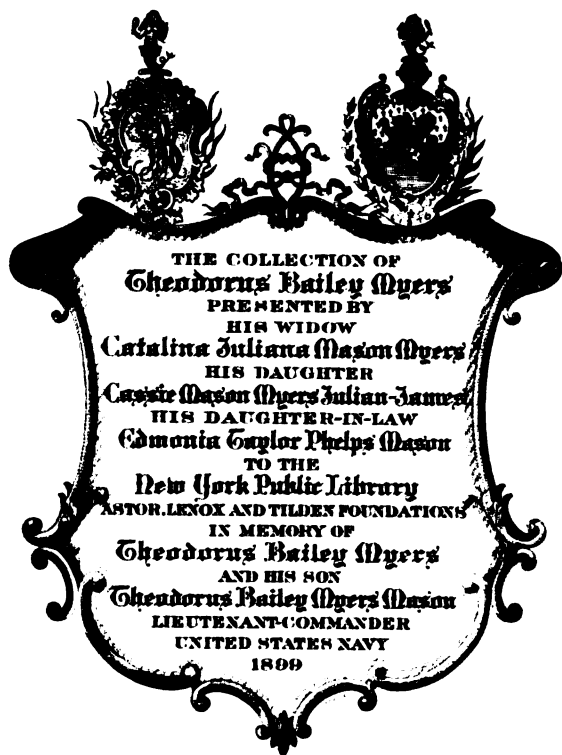 THE COLLECTION OF
Theodorus Bailey Myers
PRESENTED BY
HIS WIDOW
Catalina Juliana Mason Myers
HIS DAUGHTER
Cassie Mason Myers Julian-James
HIS DAUGHTER-IN-LAW
Edmonia Taylor Phelps Mason
TO THE
New York Public Library
ASTOR, LENOX AND TILDEN FOUNDATIONS
IN MEMORY OF
Theodorus Bailey Myers
AND HIS SON
Theodorus Bailey Myers Mason
LIEUTENANT-COMMANDER
UNITED STATES NAVY
1899